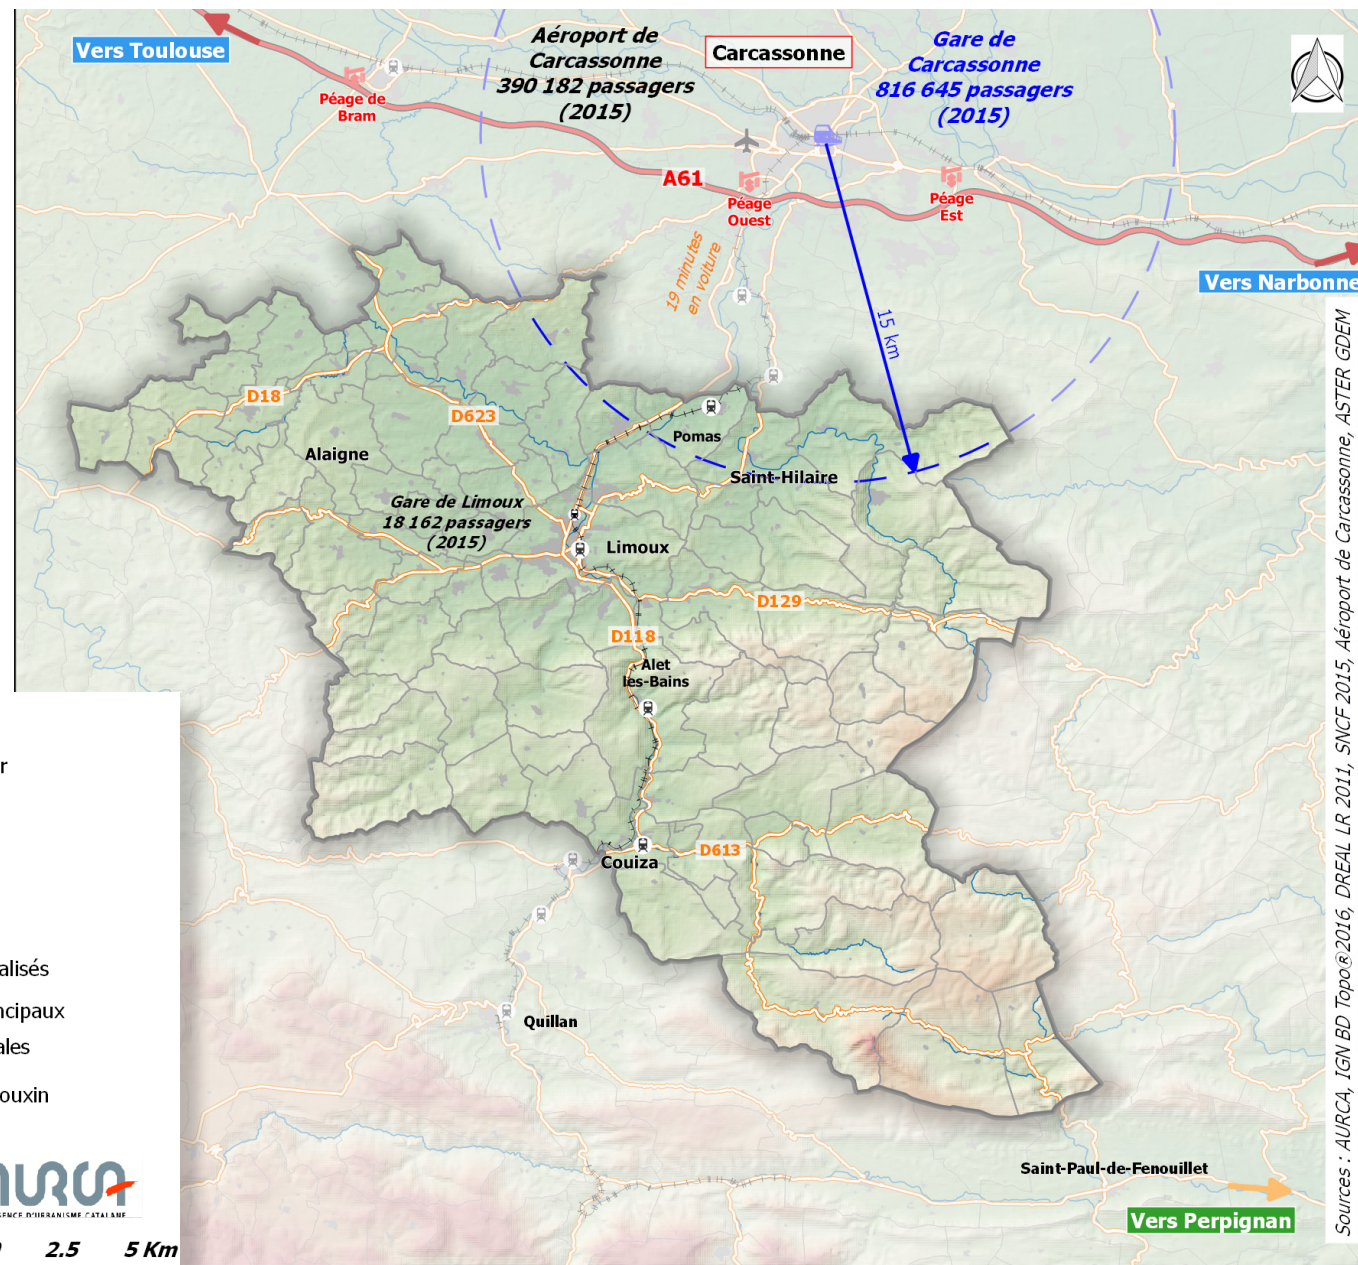 Vers Toulouse
Aéroport de
Carcassonne
390 182 passagers
(2015)
Carcassonne
Gare de
Carcassonne
816 645 passagers
(2015)
Péage de
Bram
A61
Péage
Ouest
Péage
Est
Vers Narbonne
19 minutes
en voiture
15 km
D18
D623
Alaigne
Pomas
Saint-Hilaire
Gare de Limoux
18 162 passagers
(2015)
Limoux
D129
D118
Alet
les-Bains
D613
Couiza
Quillan
Saint-Paul-de-Fenouillet
Vers Perpignan
r
alisés
ncipaux
ales
ouxin
AURCA
GENCE D'URBANISME CATALANE
2.5 5 Km
Sources : AURCA, IGN BD Topo®2016, DREAL LR 2011, SNCF 2015, Aéroport de Carcassonne, ASTER GDEM